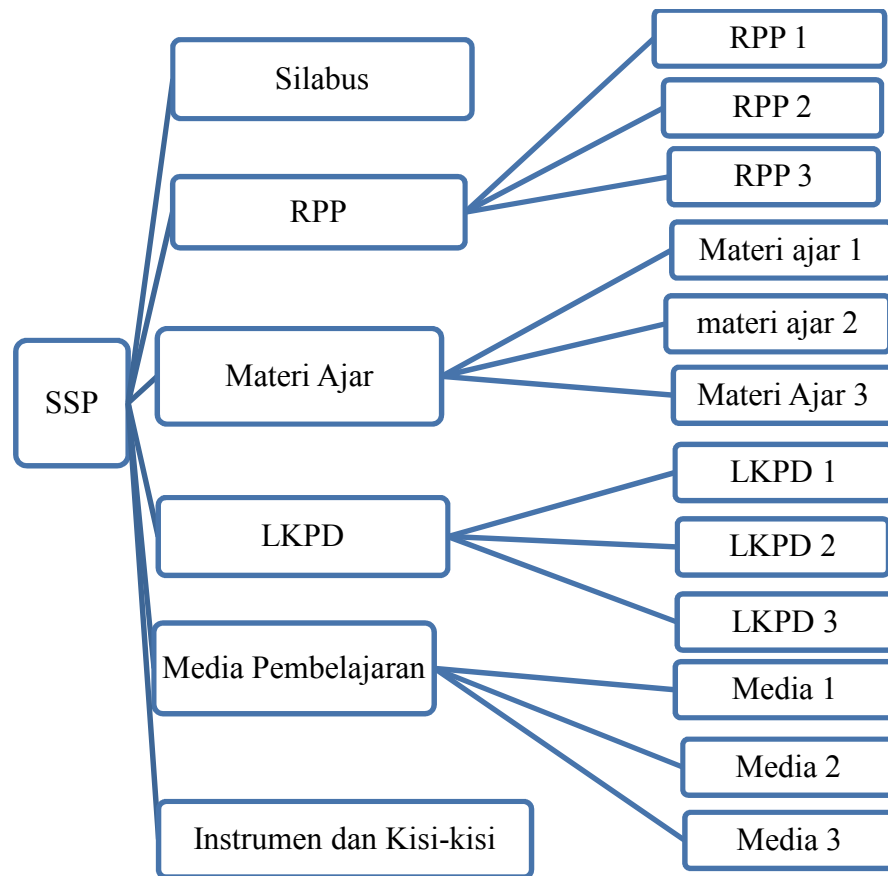 SSP
Silabus
RPP
RPP 1
RPP 2
RPP 3
Materi Ajar
Materi ajar 1
materi ajar 2
Materi Ajar 3
LKPD
LKPD 1
LKPD 2
LKPD 3
Media Pembelajaran
Media 1
Media 2
Media 3
Instrumen dan Kisi-kisi